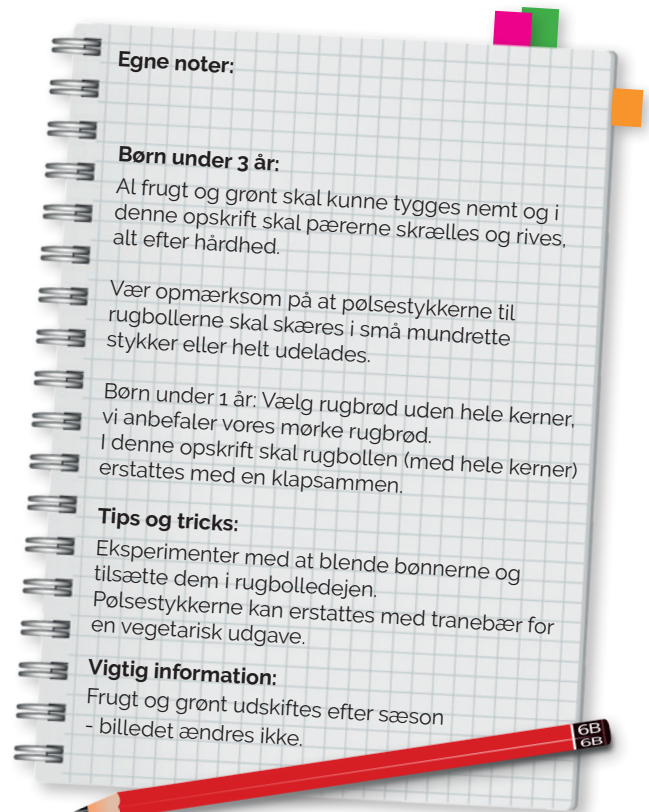 Egne noter:
Børn under 3 år:
Al frugt og grønt skal kunne tygges nemt og i
denne opskrift skal pærerne skrælles og rives,
alt efter hårdhed.
Vær opmærksom på at pølsestykkerne til
rugbollerne skal skæres i små mundrette
stykker eller helt udelades.
Børn under 1 år: Vælg rugbrød uden hele kerner,
vi anbefaler vores mørke rugbrød.
I denne opskrift skal rugbollen (med hele kerner)
erstattes med en klapsammen.
Tips og tricks:
Eksperimenter med at blende bønnerne og
tilsætte dem i rugbolledejen.
Pølsestykkerne kan erstattes med tranebær for
en vegetarisk udgave.
Vigtig information:
Frugt og grønt udskiftes efter sæson
- billedet ændres ikke.
6B
6B